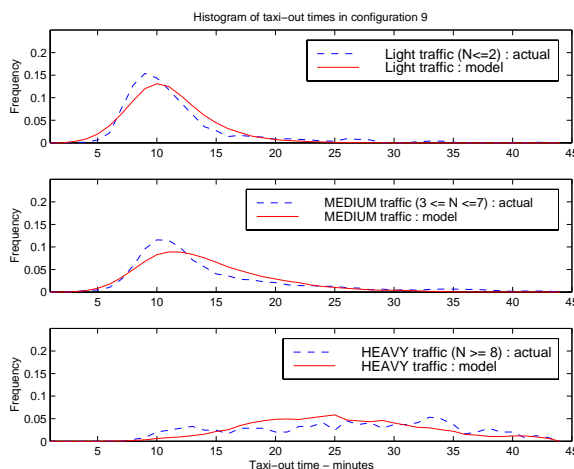 Histogram of taxi-out times in configuration 9
Frequency
0.2
0.15
0.1
0.05
0
5 10 15 20 25 30 35 40 45
Light traffic (N<=2) : actual
Light traffic : model
Frequency
0.2
0.15
0.1
0.05
0
5 10 15 20 25 30 35 40 45
MEDIUM traffic (3 <= N <=7) : actual
MEDIUM traffic : model
Frequency
0.2
0.15
0.1
0.05
0
5 10 15 20 25 30 35 40 45
HEAVY traffic (N >= 8) : actual
HEAVY traffic : model
Taxi-out time - minutes